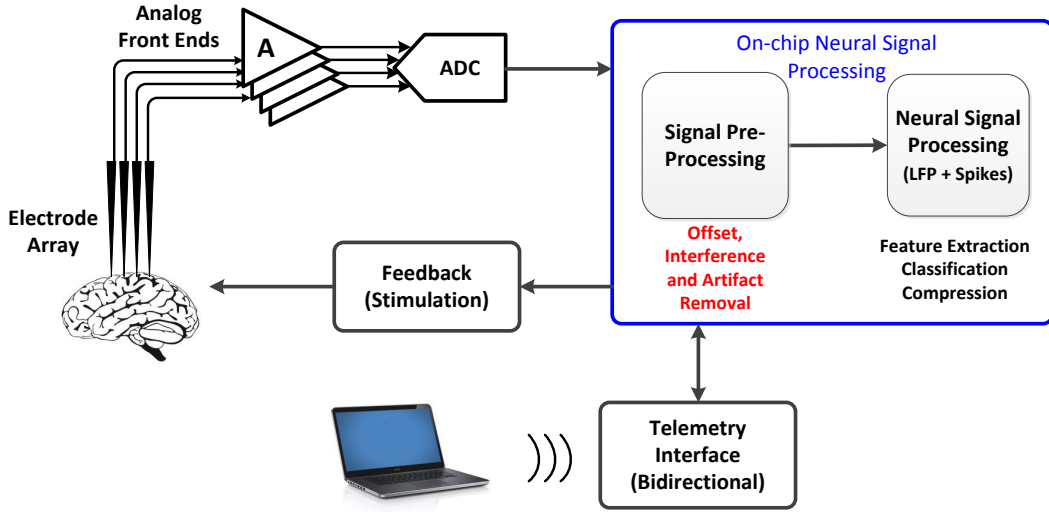 Analog
Front Ends
A
ADC
On-chip Neural Signal
Processing
Signal Pre-
Processing
Neural Signal
Processing
(LFP + Spikes)
Electrode
Array
Offset,
Interference
and Artifact
Removal
Feature Extraction
Classification
Compression
Feedback
(Stimulation)
Telemetry
Interface
(Bidirectional)